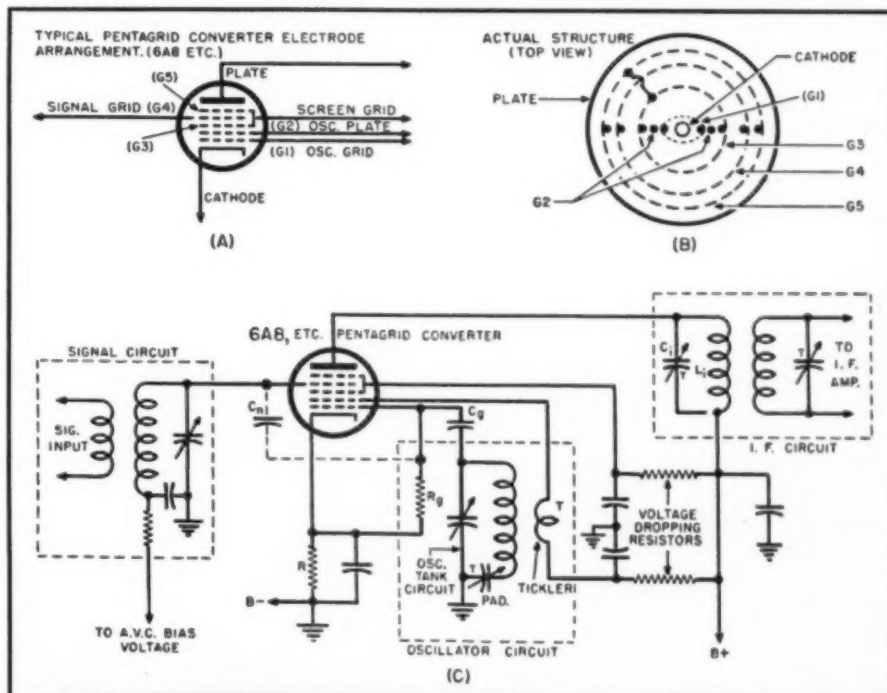 TYPICAL PENTAGRID CONVERTER ELECTRODE
ARRANGEMENT. (6A8 ETC.)
PLATE
(G5)
SIGNAL GRID (G4)
SCREEN GRID
(G3)
(G2) OSC. PLATE
(G1) OSC. GRID
CATHODE
(A)
ACTUAL STRUCTURE
(TOP VIEW)
CATHODE
(G1)
PLATE
G3
G4
G2
G5
(B)
6A8, ETC. PENTAGRID CONVERTER
SIGNAL CIRCUIT
SIG.
INPUT
Cn
Cg
Rg
R
B-
TO A.V.C. BIAS
VOLTAGE
OSC.
TANK
CIRCUIT
T
PAD.
T
TICKLER
OSCILLATOR CIRCUIT
VOLTAGE
DROPPING
RESISTORS
B+
Ci
T
Li
T
TO
I.F.
AMP.
I. F. CIRCUIT
(C)